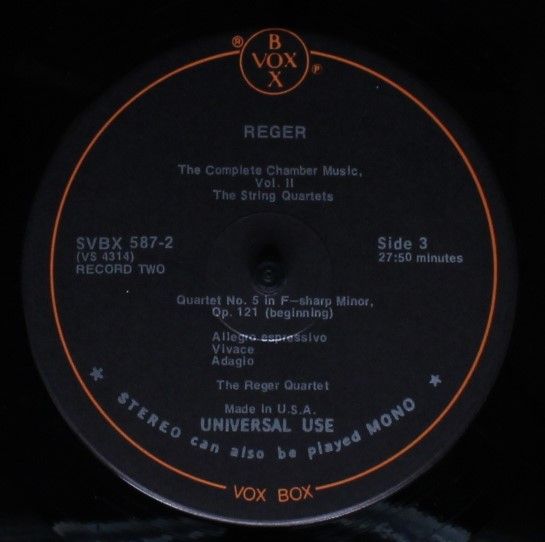 B
® VOX ℗
X
REGER
The Complete Chamber Music,
Vol. II
The String Quartets
SVBX 587-2
(VS 4314)
RECORD TWO
Side 3
27:50 minutes
Quartet No. 5 in F-sharp Minor,
Op. 121 (beginning)
Allegro espressivo
Vivace
Adagio
The Reger Quartet
Made in U.S.A.
UNIVERSAL USE
★ STEREO can also be played MONO ★
VOX BOX